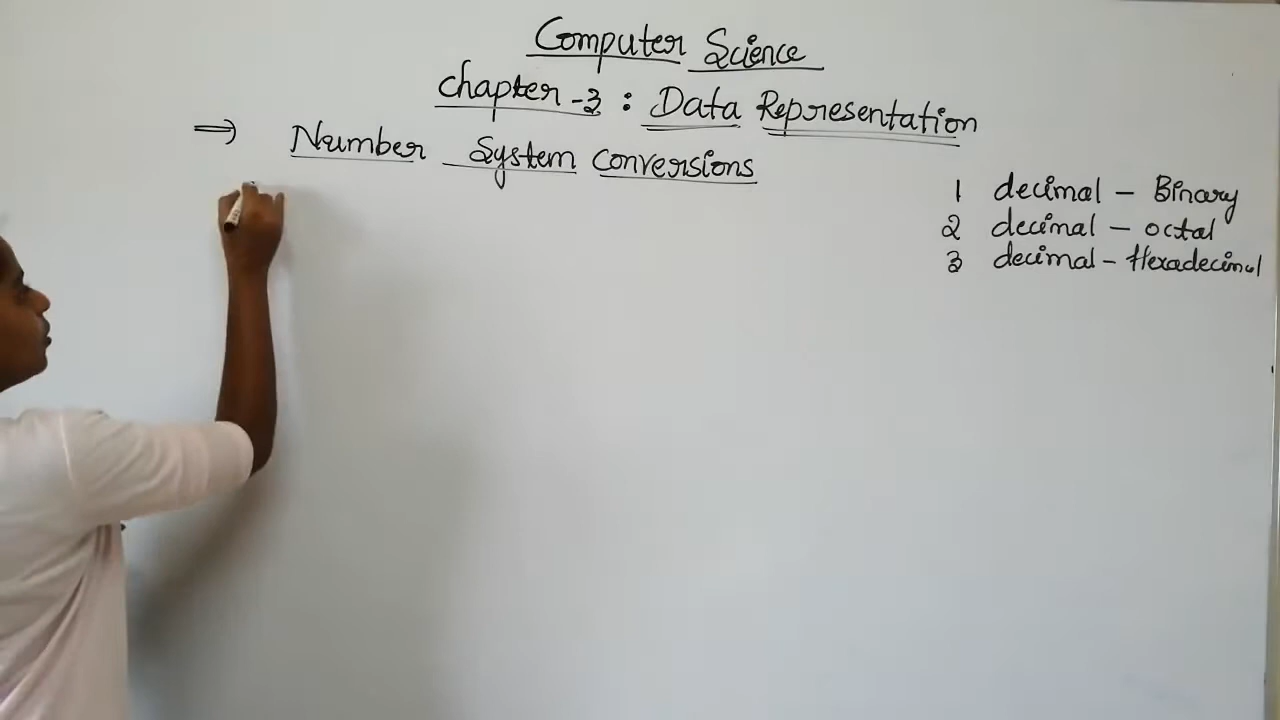 Computer Science
Chapter - 3 : Data Representation
⇒ Number System Conversions
1 decimal - Binary
2 decimal - octal
3 decimal - Hexadecimal